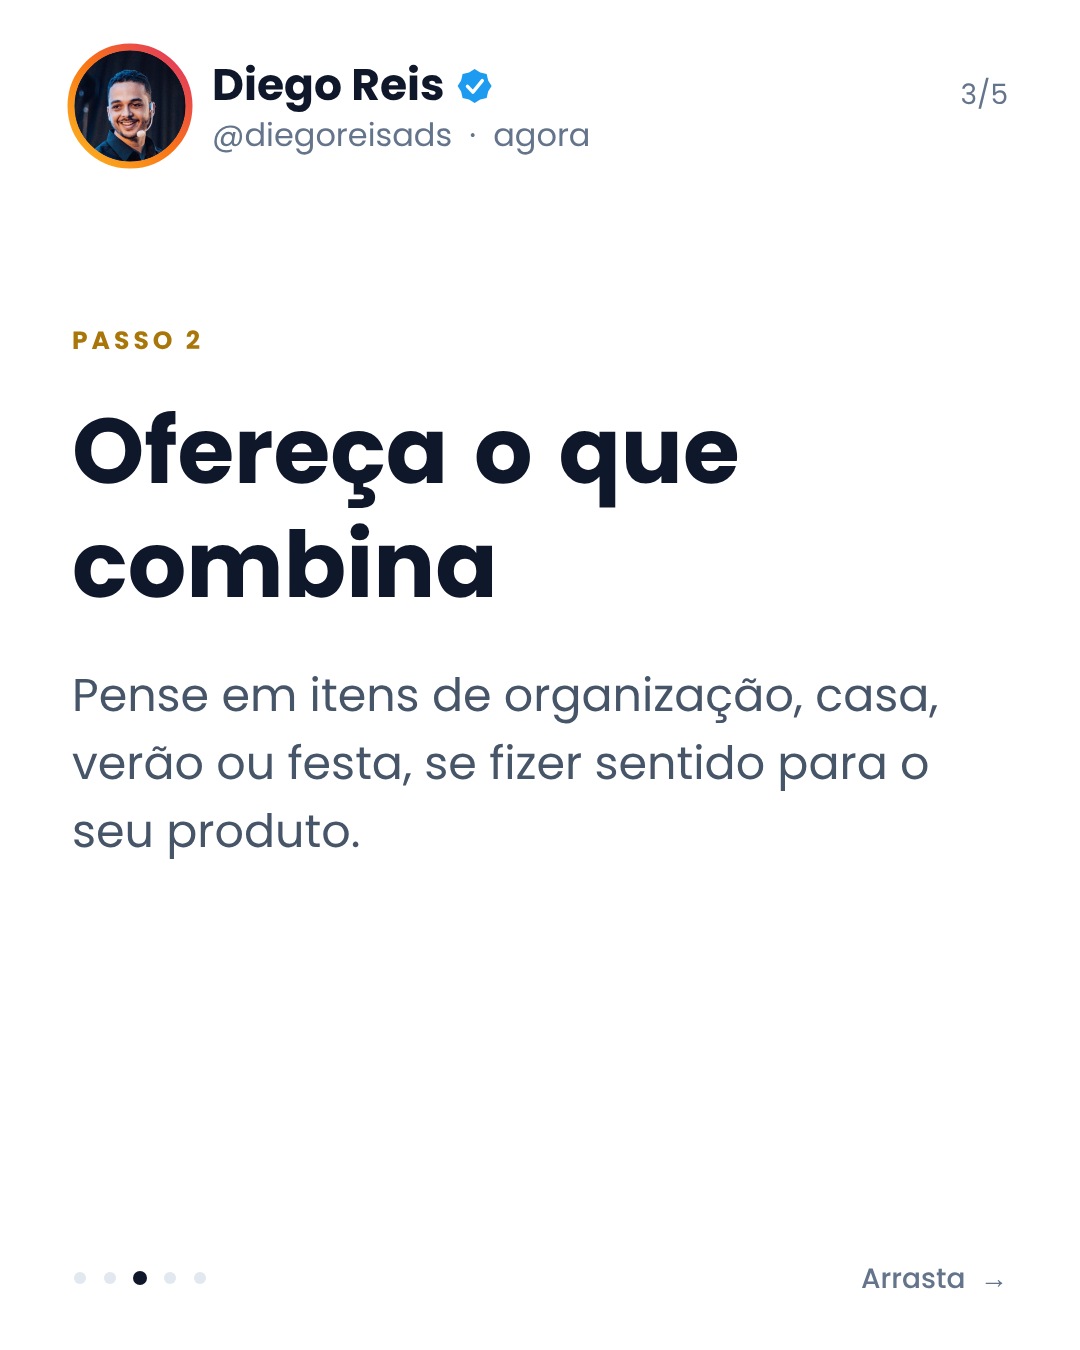 Diego Reis
@diegoreisads · agora
3/5
PASSO 2
Ofereça o que
combina
Pense em itens de organização, casa,
verão ou festa, se fizer sentido para o
seu produto.
Arrasta →